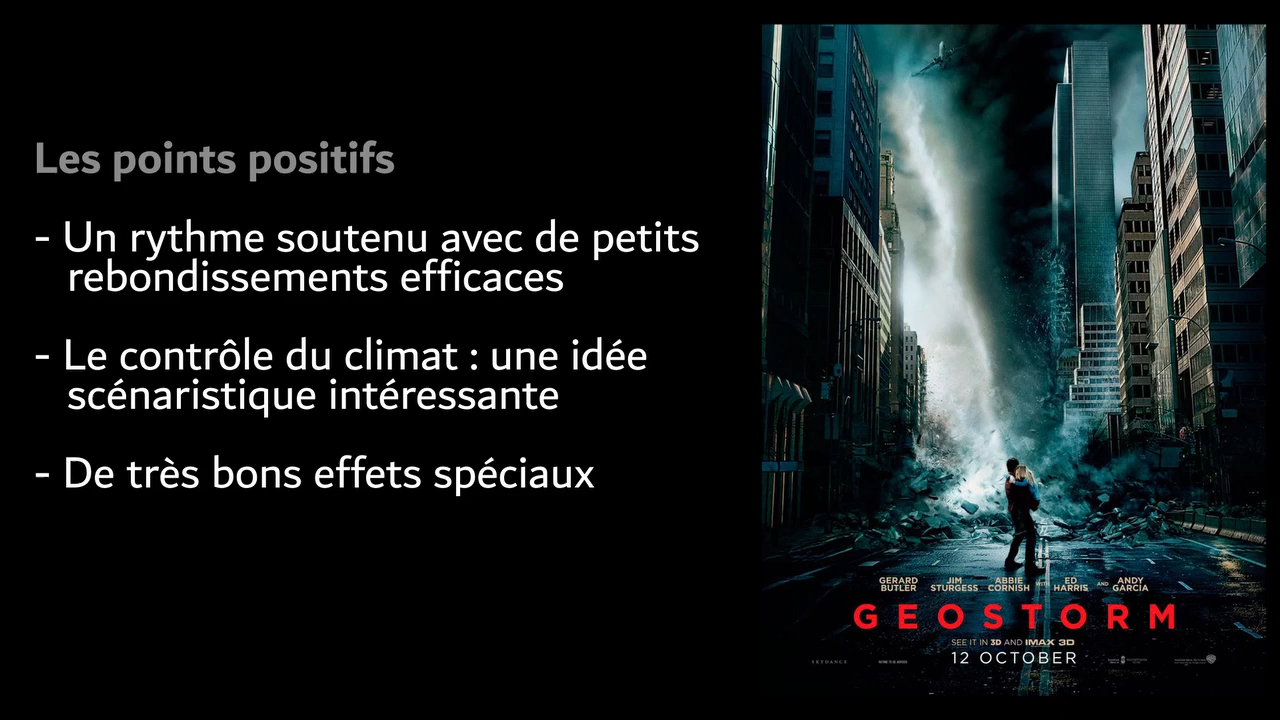 Les points positifs
- Un rythme soutenu avec de petits
rebondissements efficaces
- Le contrôle du climat : une idée
scénaristique intéressante
- De très bons effets spéciaux
GERARD BUTLER JIM STURGESS ABBIE CORNISH WITH ED HARRIS AND ANDY GARCIA
GEOSTORM
SEE IT IN 3D AND IMAX 3D
12 OCTOBER
SKYDANCE